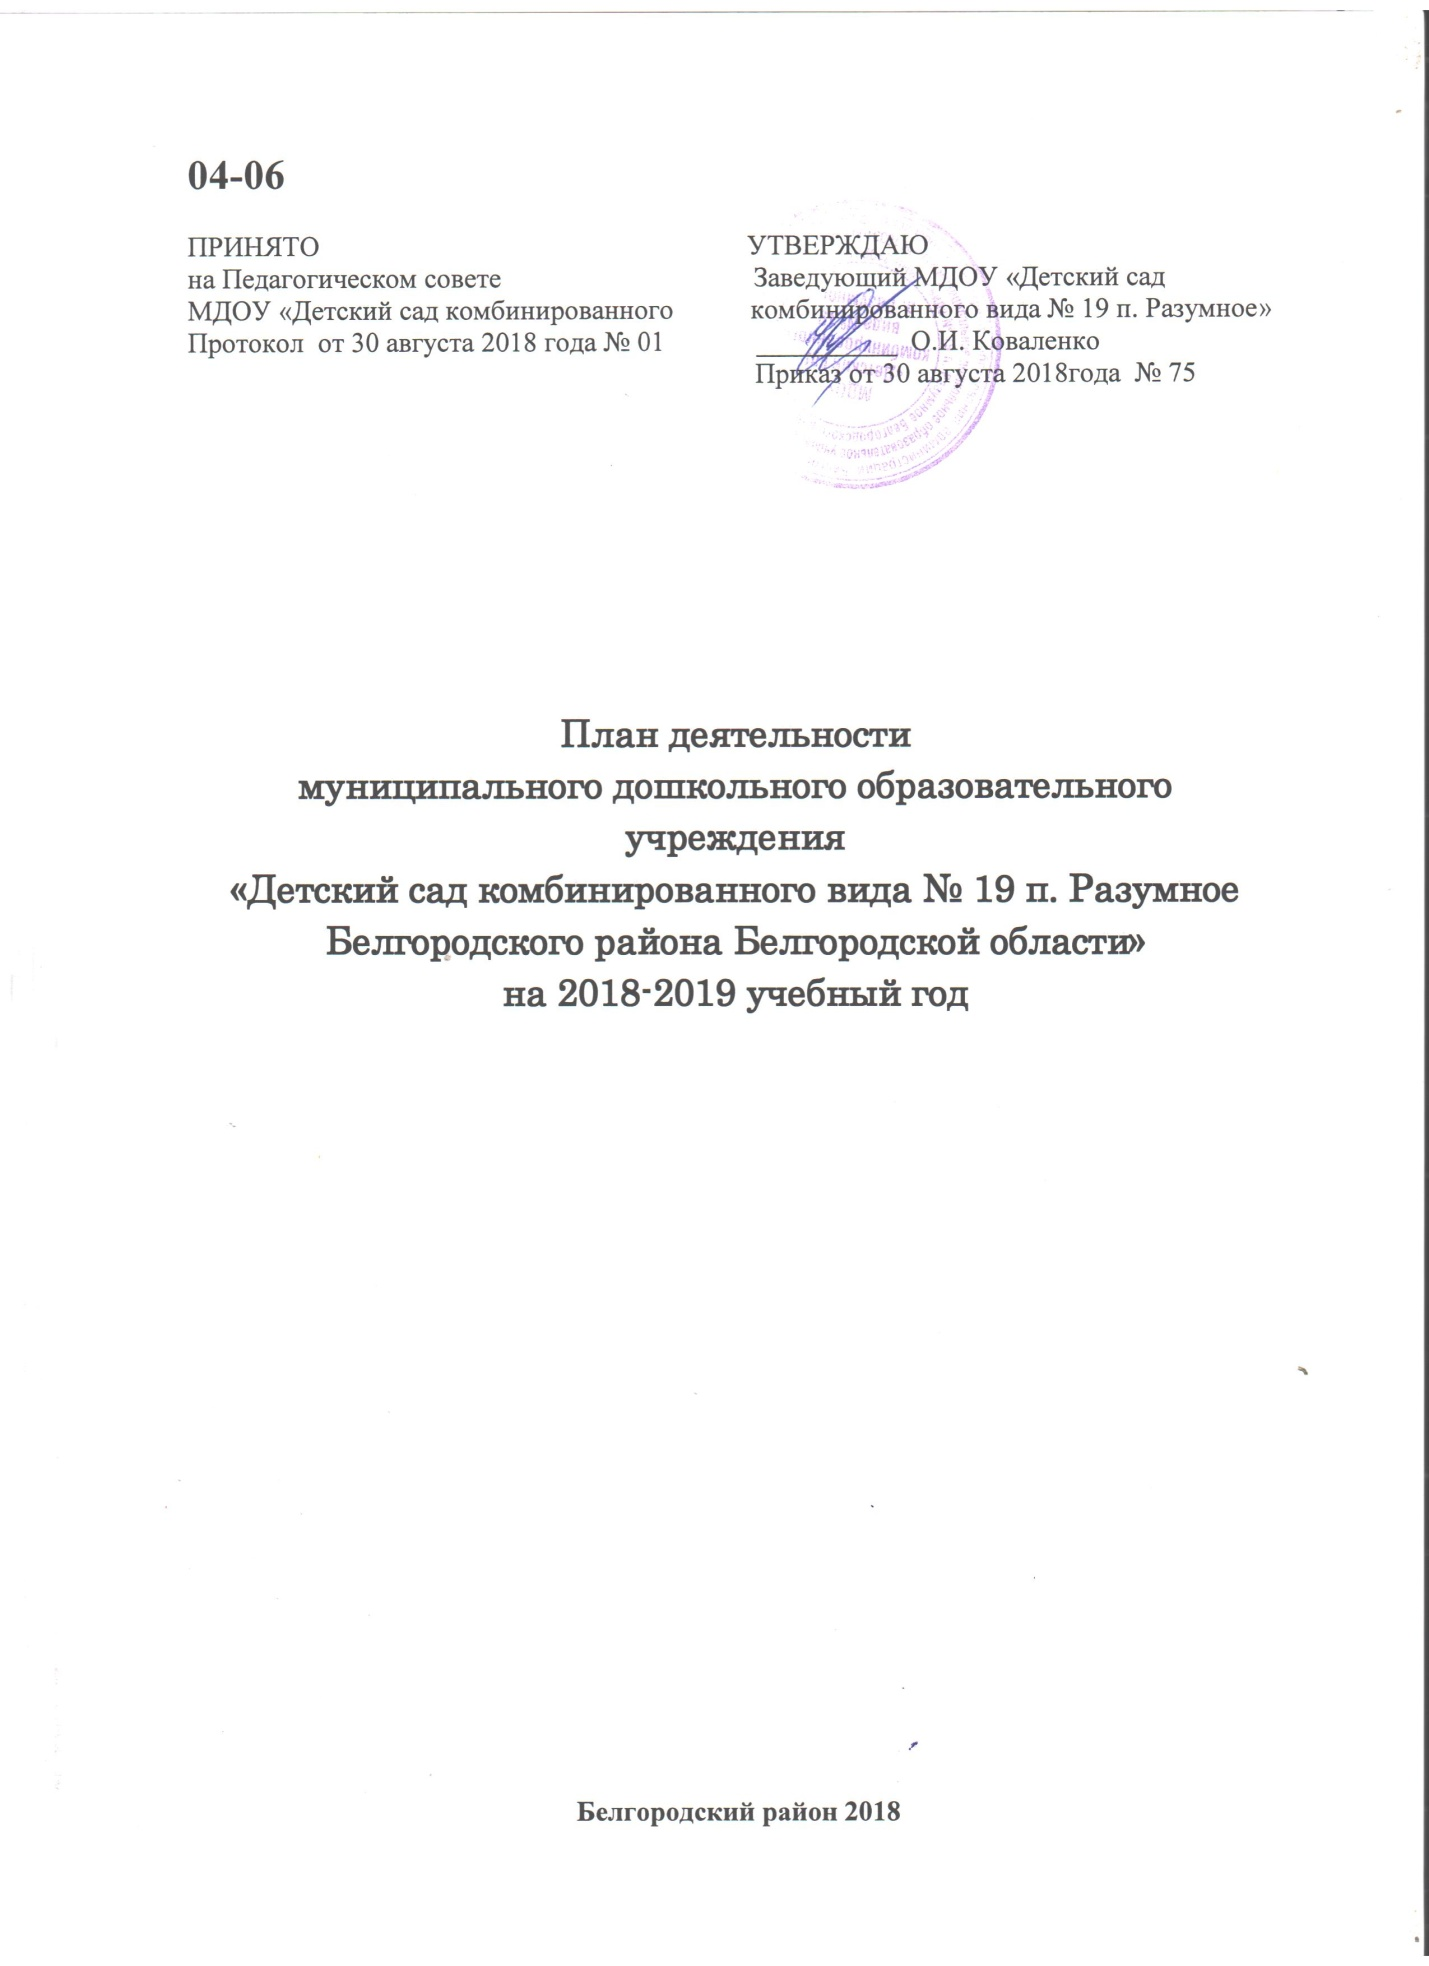 04-06
ПРИНЯТО
на Педагогическом совете
МДОУ «Детский сад комбинированного
Протокол от 30 августа 2018 года № 01
УТВЕРЖДАЮ
Заведующий МДОУ «Детский сад
комбинированного вида № 19 п. Разумное»
___________ О.И. Коваленко
Приказ от 30 августа 2018года № 75
План деятельности
муниципального дошкольного образовательного
учреждения
«Детский сад комбинированного вида № 19 п. Разумное
Белгородского района Белгородской области»
на 2018-2019 учебный год
Белгородский район 2018